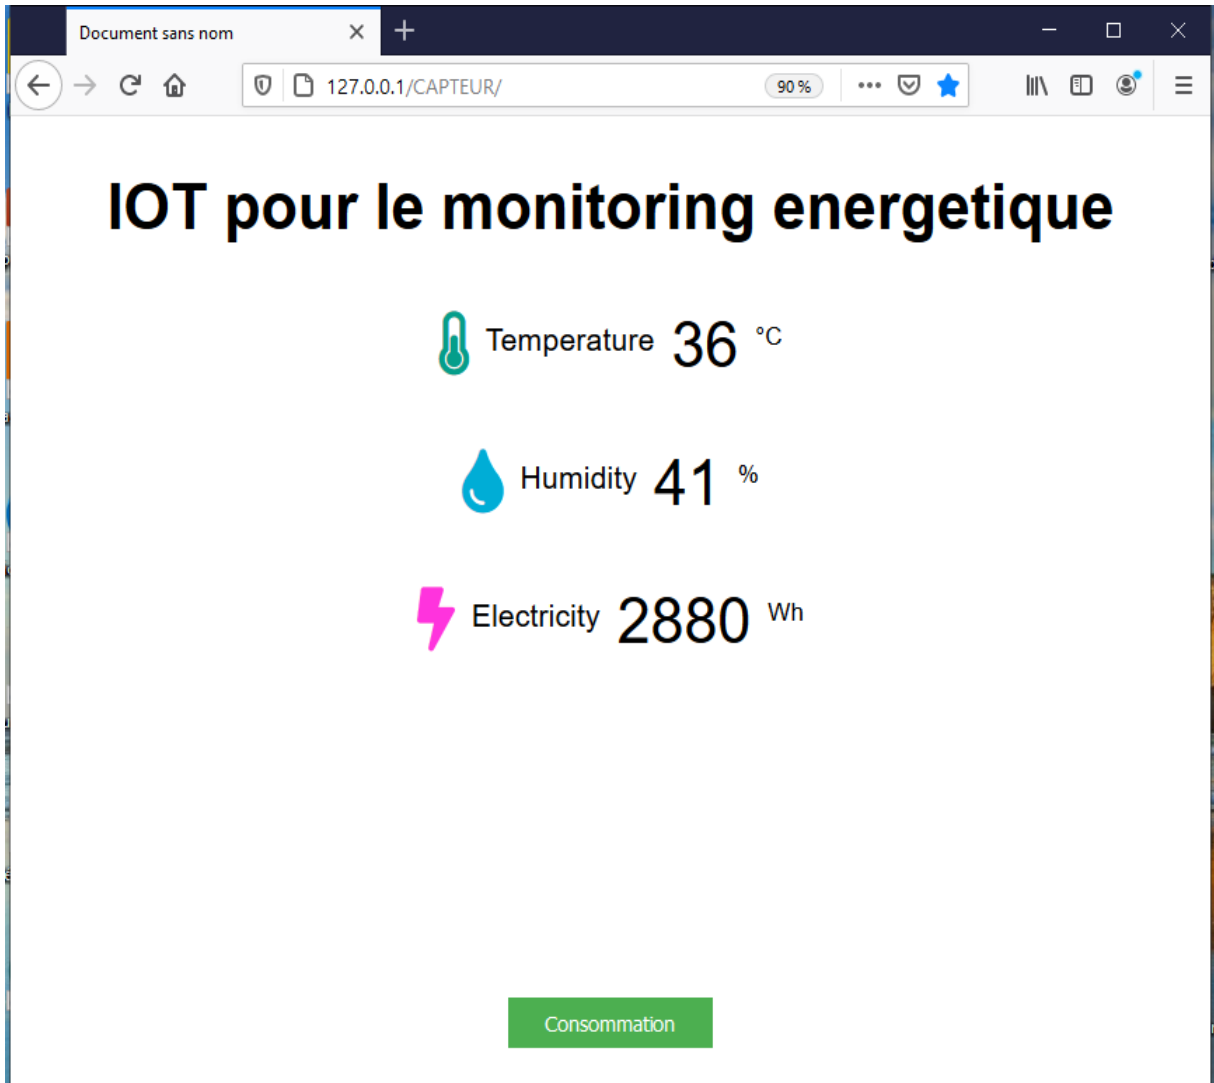 Document sans nom
127.0.0.1/CAPTEUR/
90 %
IOT pour le monitoring energetique
Temperature 36 °C
Humidity 41 %
Electricity 2880 Wh
Consommation